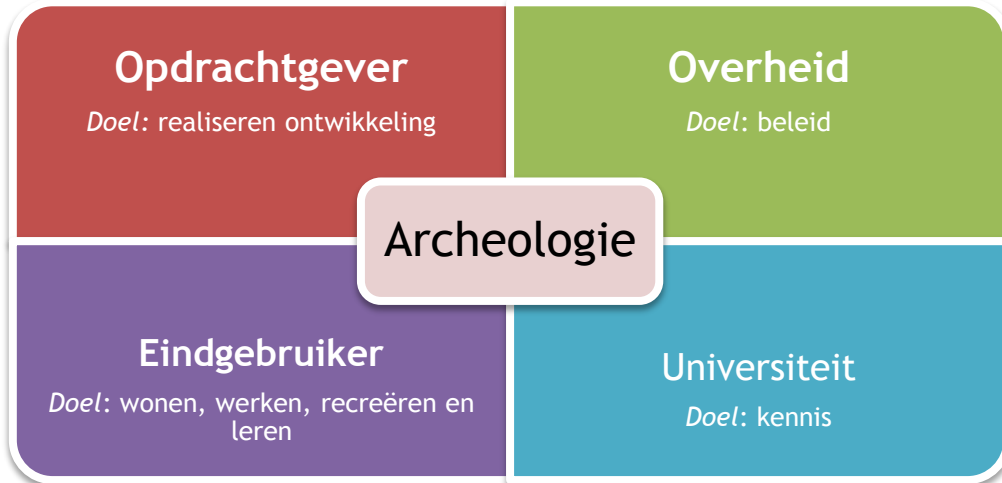 Opdrachtgever
Doel: realiseren ontwikkeling
Overheid
Doel: beleid
Archeologie
Eindgebruiker
Doel: wonen, werken, recreëren en
leren
Universiteit
Doel: kennis